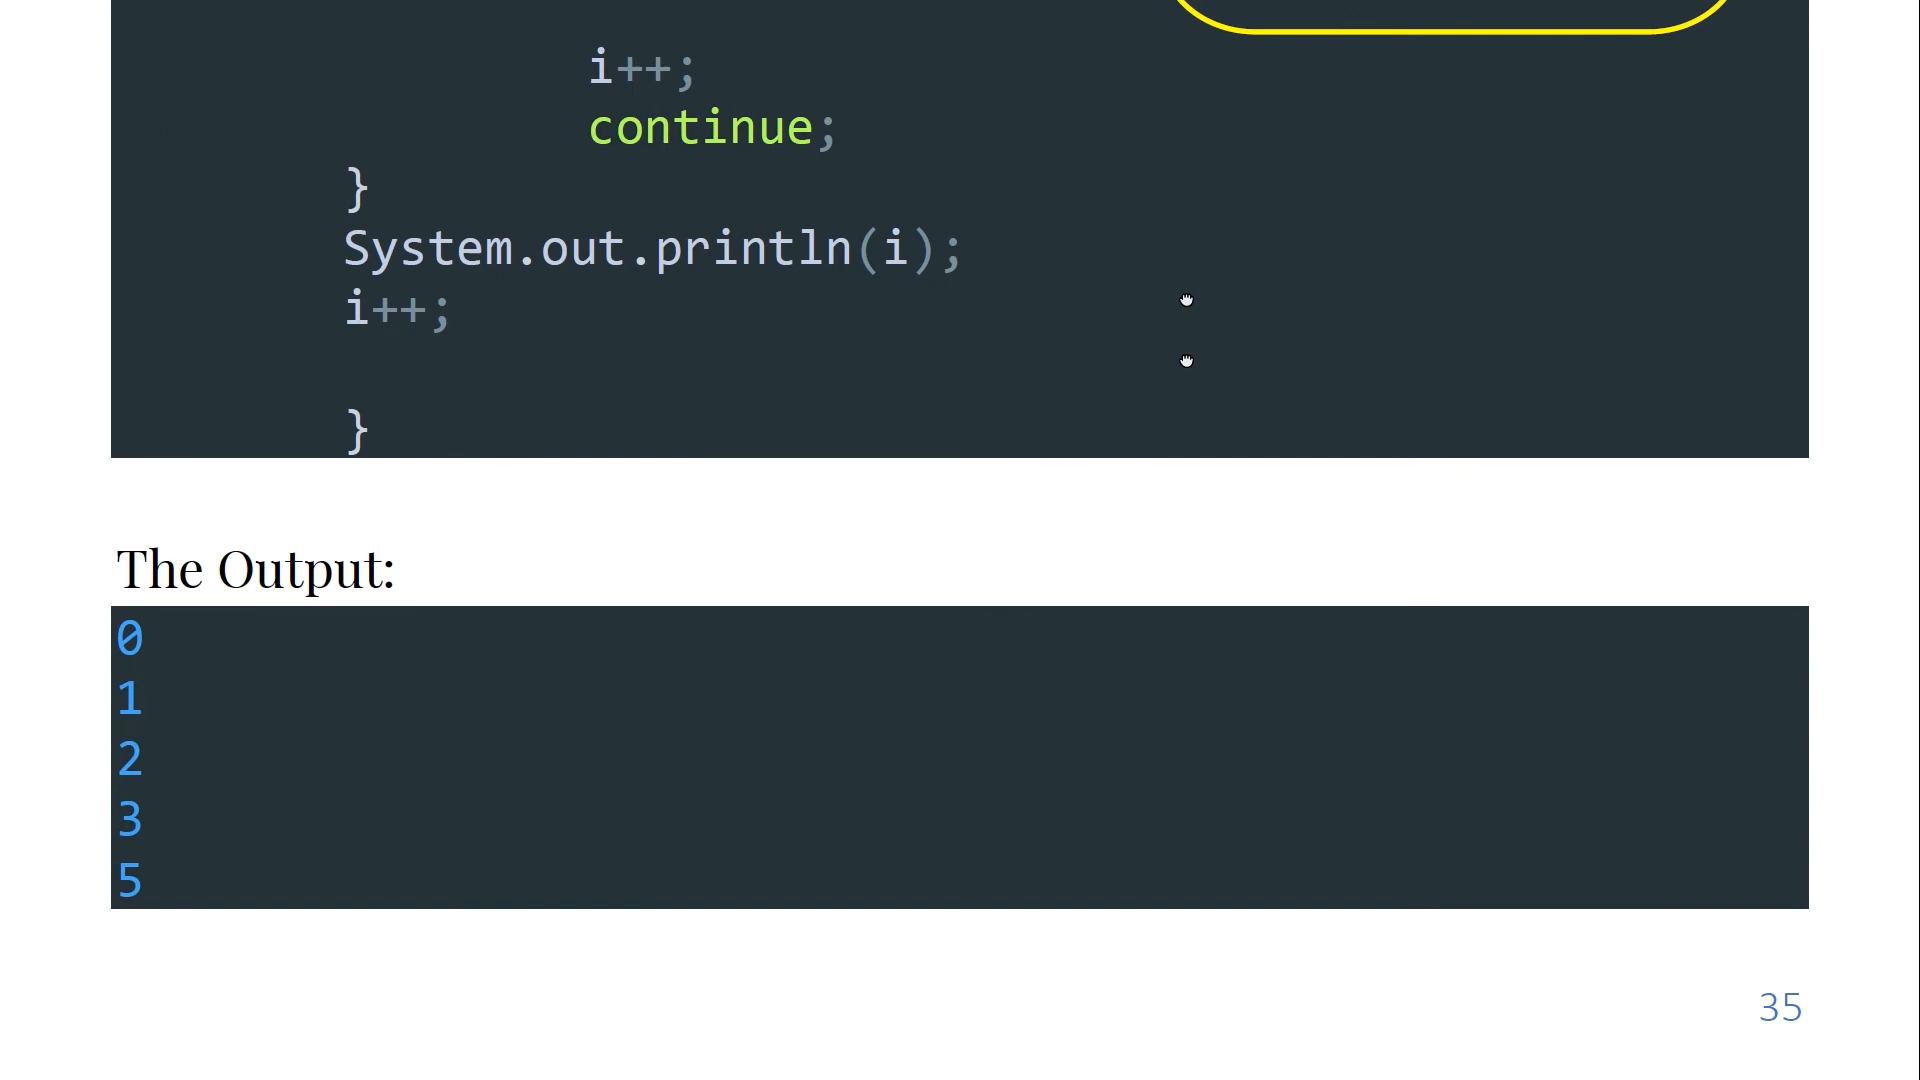 i++;
continue;
}
System.out.println(i);
i++;
}
The Output:
0
1
2
3
5
35